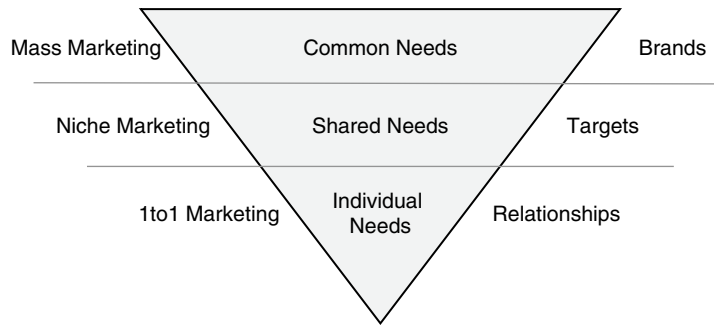 Mass Marketing Common Needs Brands
Niche Marketing Shared Needs Targets
1to1 Marketing Individual Needs Relationships